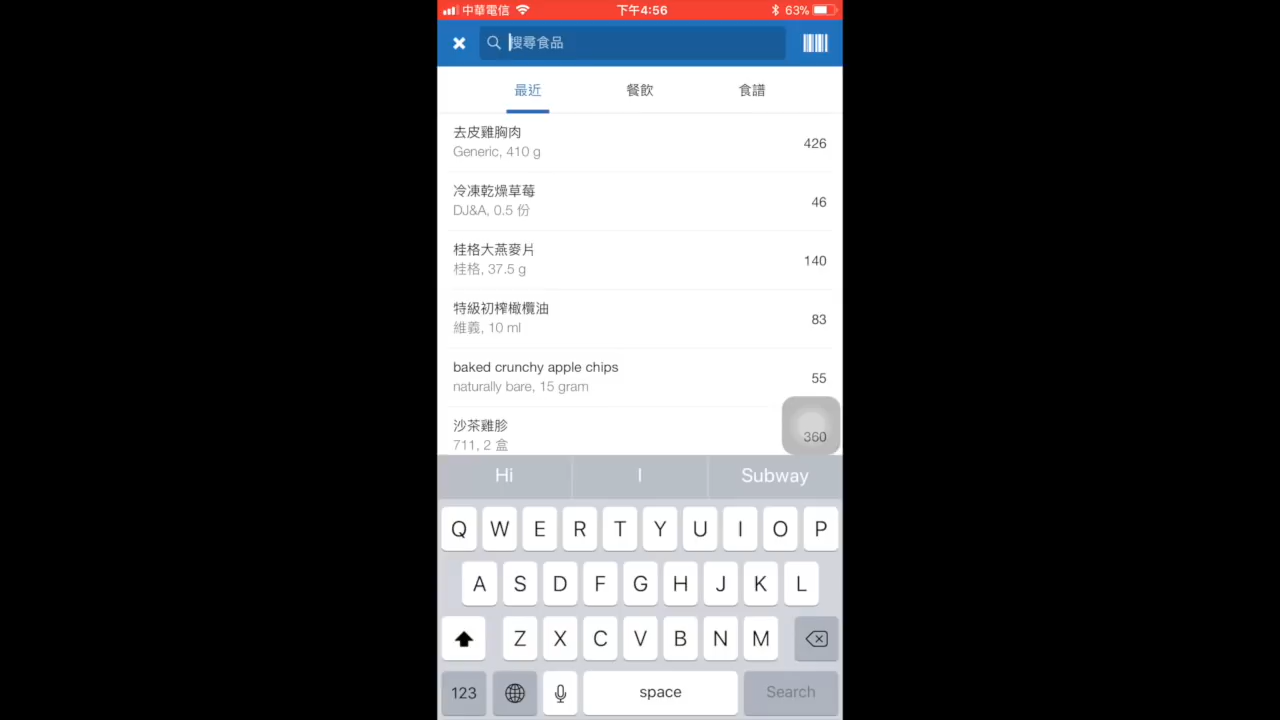 中華電信 下午4:56 63%
搜尋食品
最近 餐飲 食譜
去皮雞胸肉
Generic, 410 g
426
冷凍乾燥草莓
DJ&A, 0.5 份
46
桂格大燕麥片
桂格, 37.5 g
140
特級初榨橄欖油
維義, 10 ml
83
baked crunchy apple chips
naturally bare, 15 gram
55
沙茶雞胗
711, 2 盒
360
Hi I Subway
Q W E R T Y U I O P
A S D F G H J K L
Z X C V B N M
123 space Search